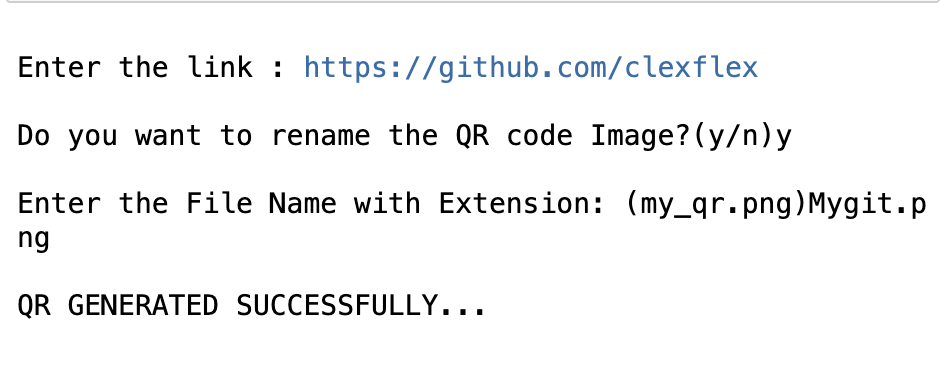 Enter the link : https://github.com/clexflex
Do you want to rename the QR code Image?(y/n)y
Enter the File Name with Extension: (my_qr.png)Mygit.p
ng
QR GENERATED SUCCESSFULLY...